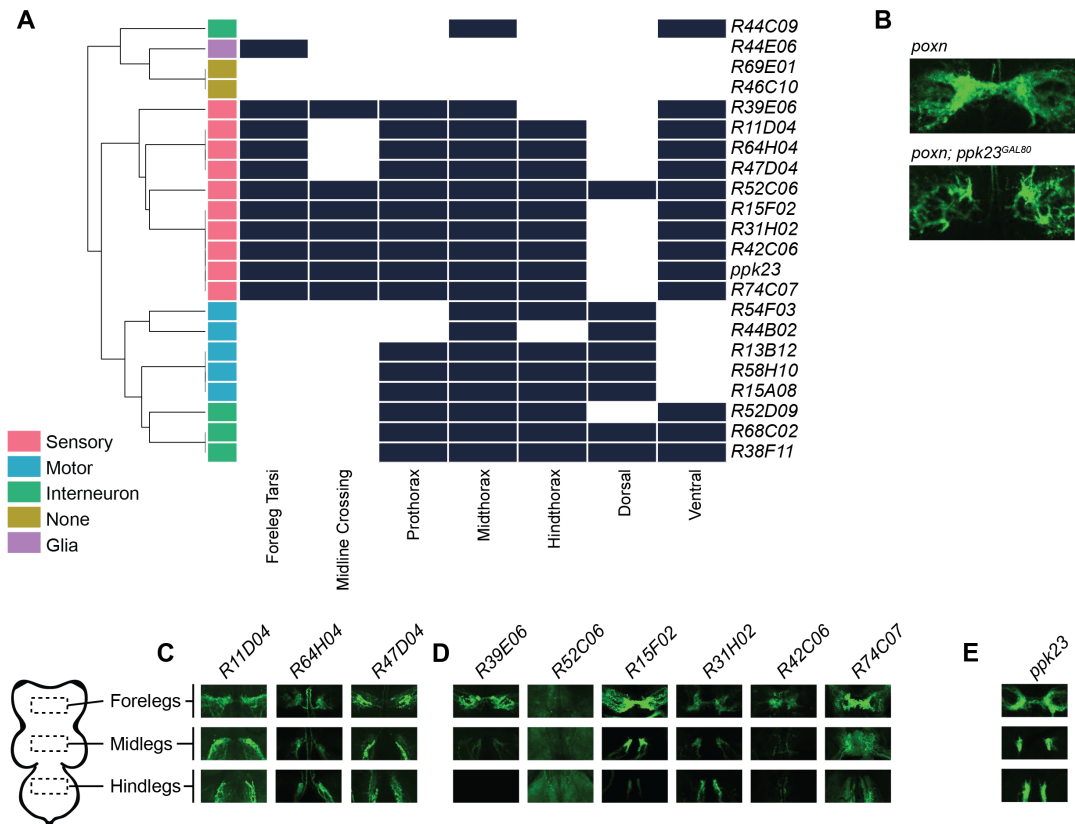 A
R44C09
R44E06
R69E01
R46C10
R39E06
R11D04
R64H04
R47D04
R52C06
R15F02
R31H02
R42C06
ppk23
R74C07
R54F03
R44B02
R13B12
R58H10
R15A08
R52D09
R68C02
R38F11
Sensory
Motor
Interneuron
None
Glia
Foreleg Tarsi
Midline Crossing
Prothorax
Midthorax
Hindthorax
Dorsal
Ventral
B
poxn
poxn; ppk23GAL80
C
R11D04
R64H04
R47D04
D
R39E06
R52C06
R15F02
R31H02
R42C06
R74C07
E
ppk23
Forelegs
Midlegs
Hindlegs